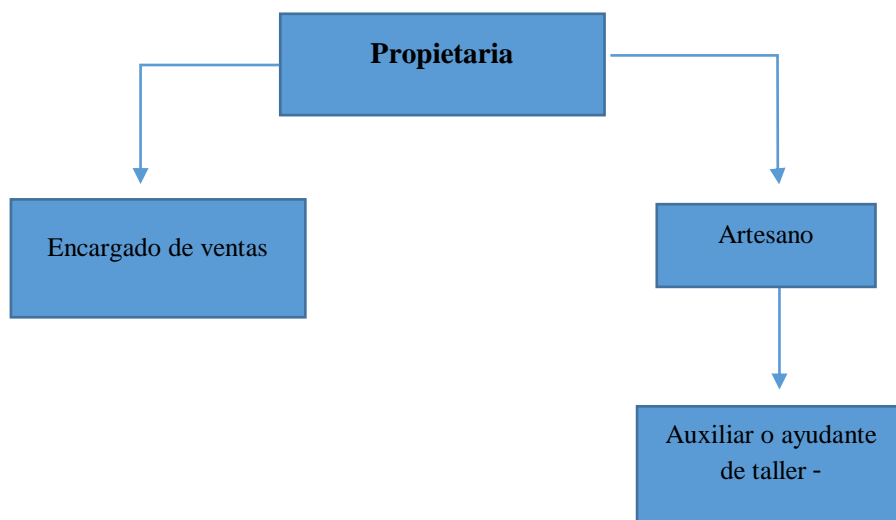 Propietaria
Encargado de ventas
Artesano
Auxiliar o ayudante
de taller -